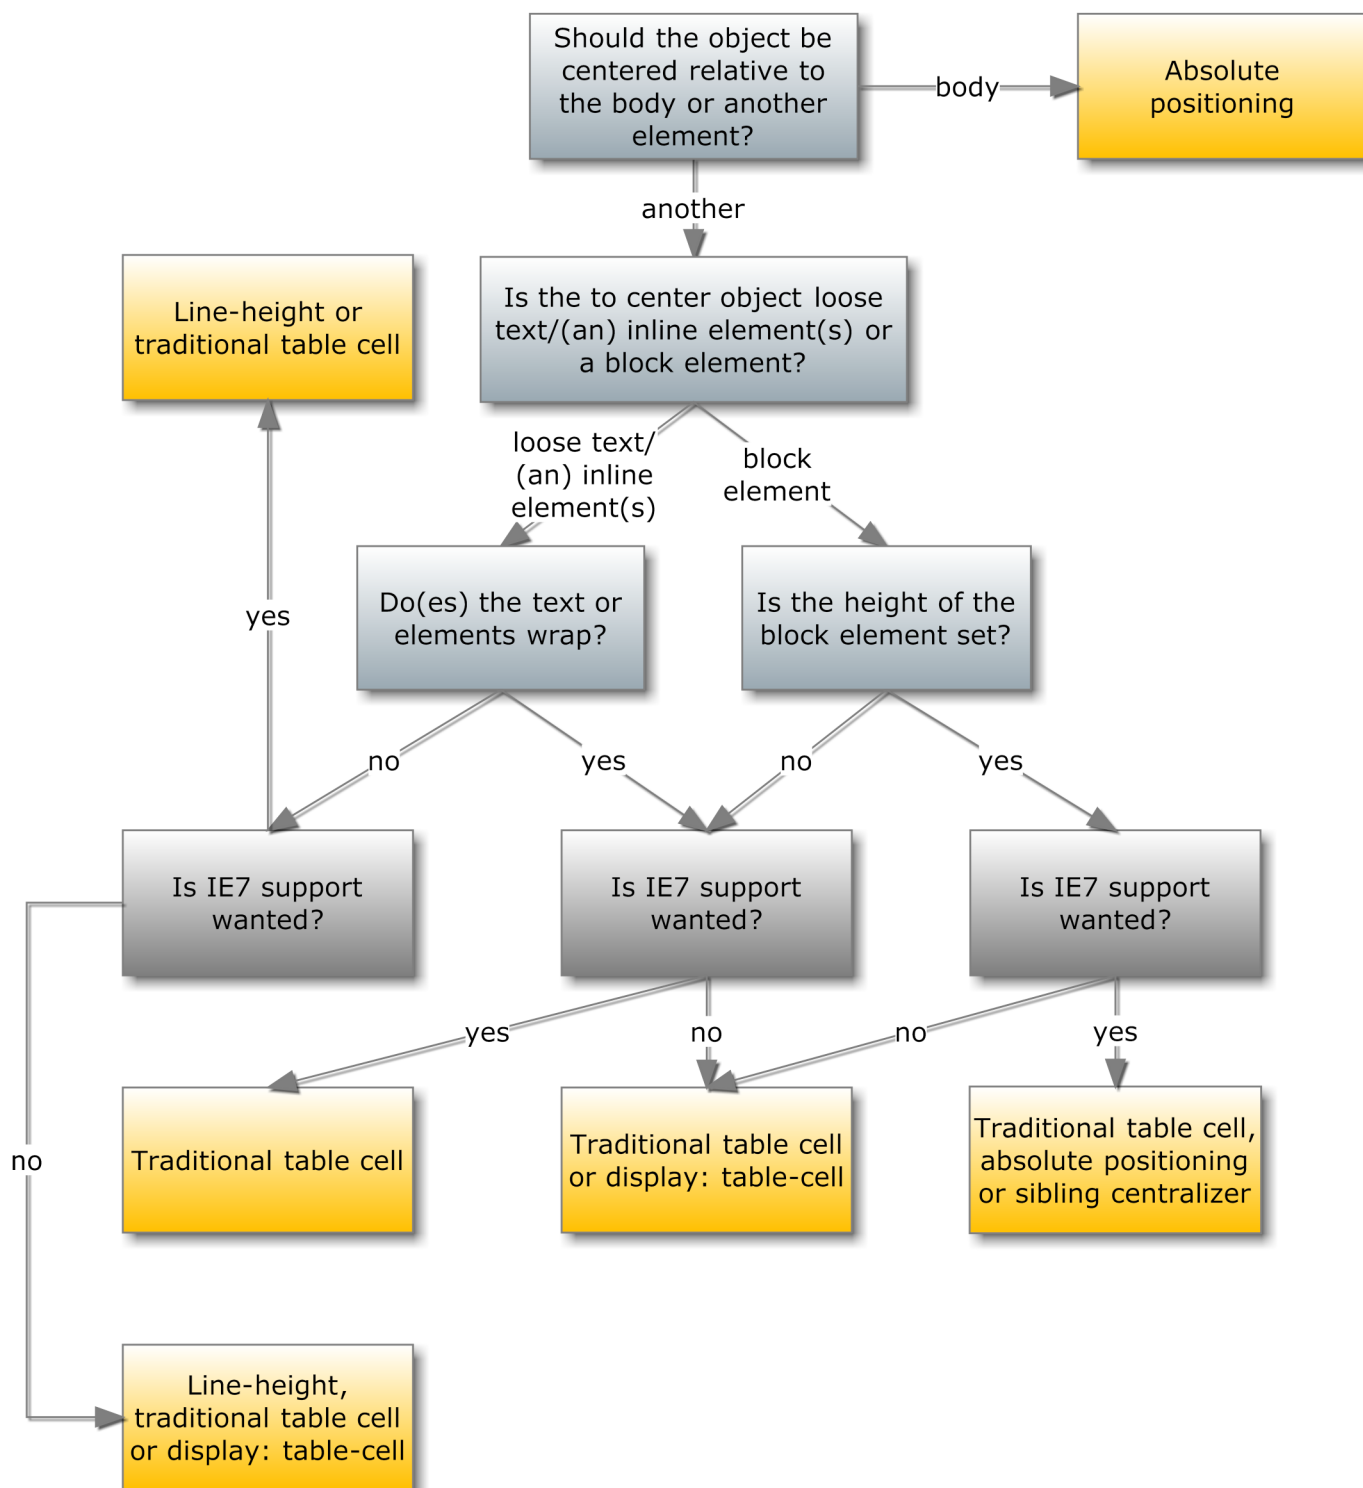 Should the object be
centered relative to
the body or another
element?
body
Absolute
positioning
another
Line-height or
traditional table cell
Is the to center object loose
text/(an) inline element(s) or
a block element?
loose text/
(an) inline
element(s)
block
element
yes
Do(es) the text or
elements wrap?
Is the height of the
block element set?
no
yes
no
yes
Is IE7 support
wanted?
Is IE7 support
wanted?
Is IE7 support
wanted?
yes
no
no
yes
no
Traditional table cell
Traditional table cell
or display: table-cell
Traditional table cell,
absolute positioning
or sibling centralizer
Line-height,
traditional table cell
or display: table-cell